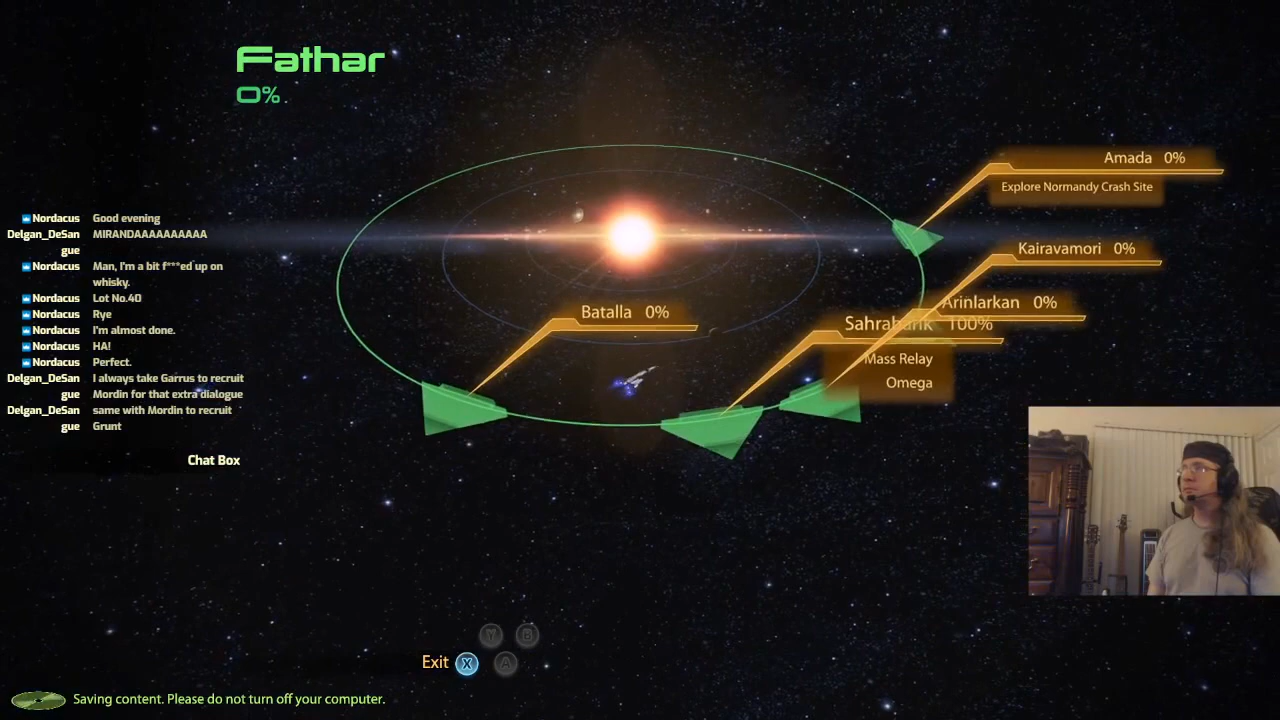 Fathar
0%
Amada 0%
Explore Normandy Crash Site
Kairavamori 0%
Arinlarkan 0%
Sahrabarik 100%
Mass Relay
Omega
Batalla 0%
Nordacus Good evening
Delgan_DeSan MIRANDAAAAAAAAAA
gue
Nordacus Man, I'm a bit f***ed up on
whisky.
Nordacus Lot No.40
Nordacus Rye
Nordacus I'm almost done.
Nordacus HA!
Nordacus Perfect.
Delgan_DeSan I always take Garrus to recruit
gue Mordin for that extra dialogue
Delgan_DeSan same with Mordin to recruit
gue Grunt
Chat Box
Y B
Exit X A
Saving content. Please do not turn off your computer.